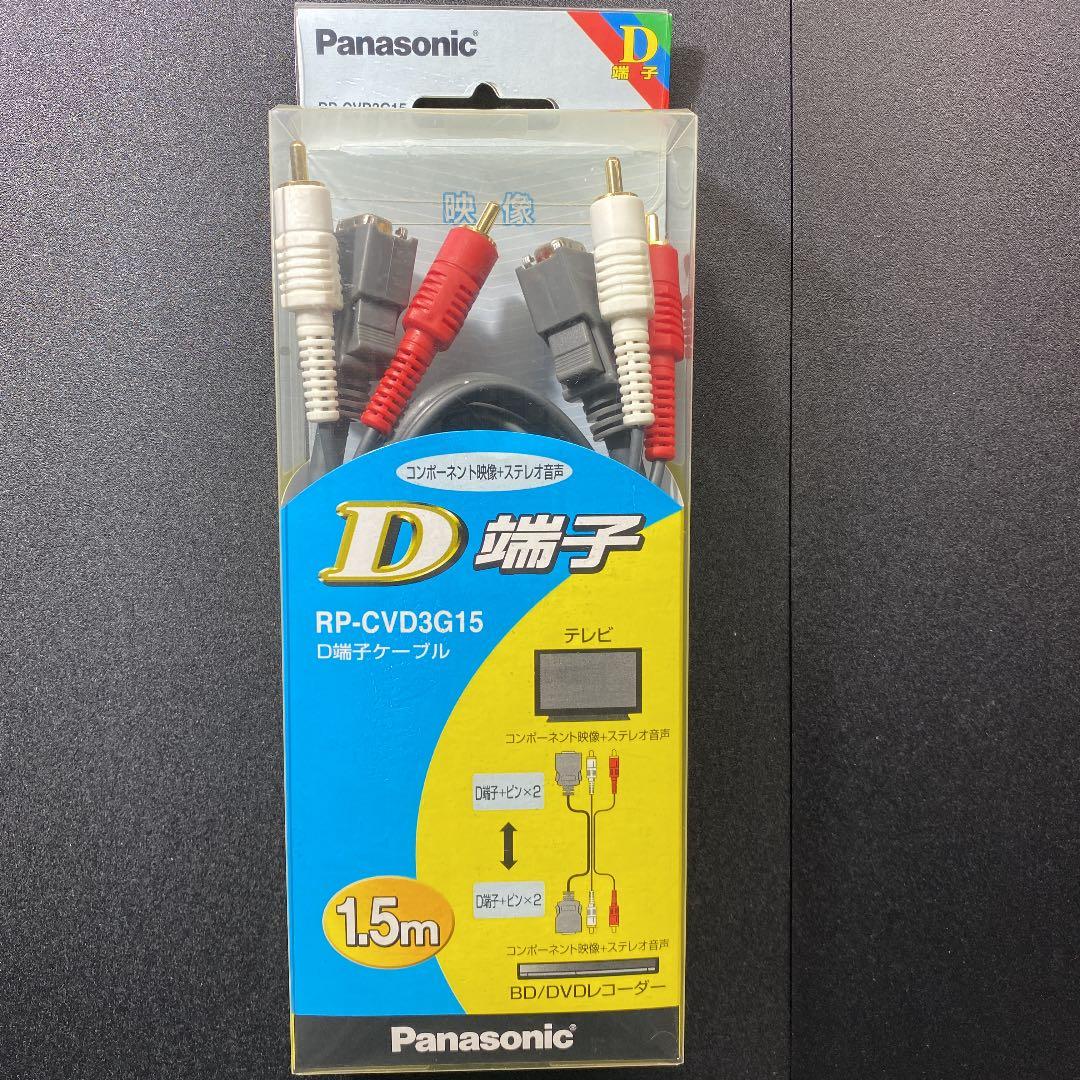 Panasonic
D
端子
RP-CVD3G15
映像
コンポーネント映像+ステレオ音声
D端子
RP-CVD3G15
D端子ケーブル
テレビ
コンポーネント映像+ステレオ音声
D端子+ピン×2
D端子+ピン×2
1.5m
コンポーネント映像+ステレオ音声
BD/DVDレコーダー
Panasonic